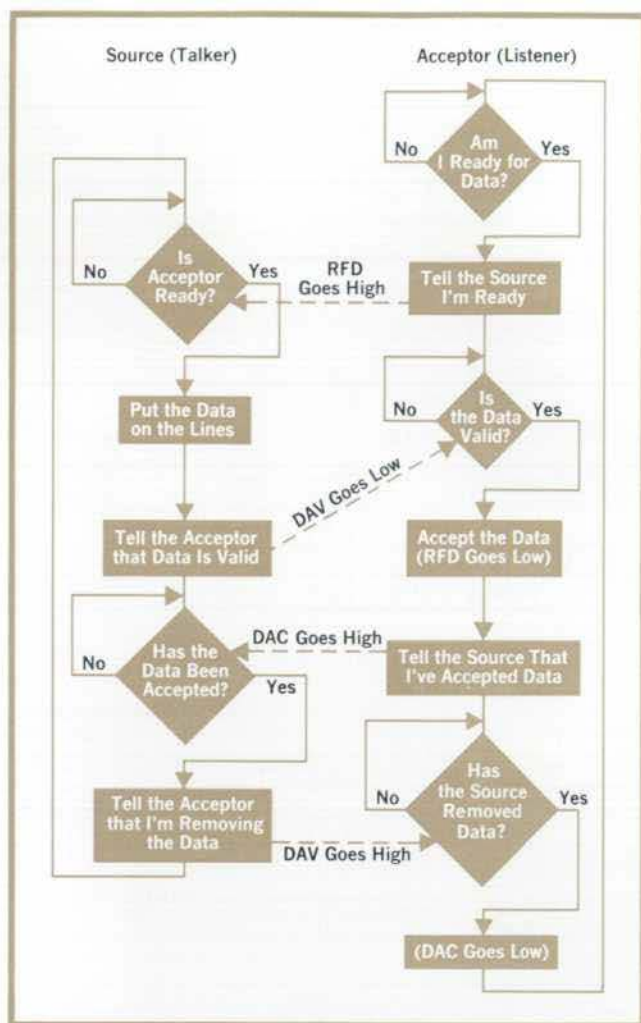 Source (Talker)
Acceptor (Listener)
Am
I Ready for
Data?
No
Yes
Is
Acceptor
Ready?
No
Yes
RFD
Goes High
Tell the Source
I'm Ready
Put the Data
on the Lines
Is
the Data
Valid?
No
Yes
DAV Goes Low
Tell the Acceptor
that Data Is Valid
Accept the Data
(RFD Goes Low)
Has the
Data Been
Accepted?
No
Yes
DAC Goes High
Tell the Source That
I've Accepted Data
Tell the Acceptor
that I'm Removing
the Data
DAV Goes High
Has
the Source
Removed
Data?
No
Yes
(DAC Goes Low)